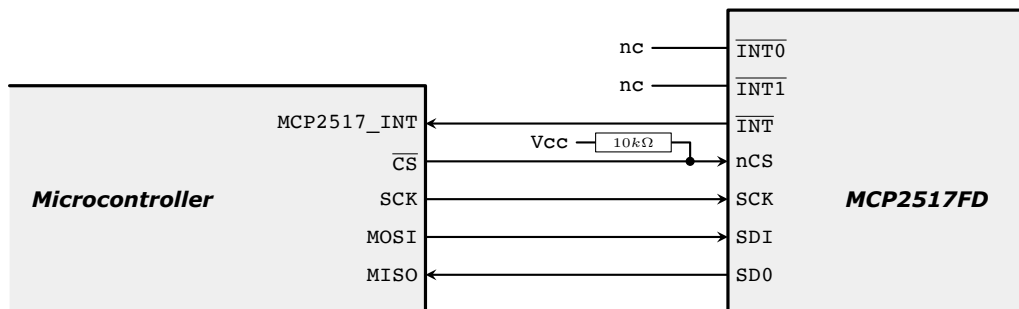 nc INT0
nc INT1
MCP2517_INT INT
Vcc 10kΩ
CS nCS
Microcontroller SCK SCK MCP2517FD
MOSI SDI
MISO SD0